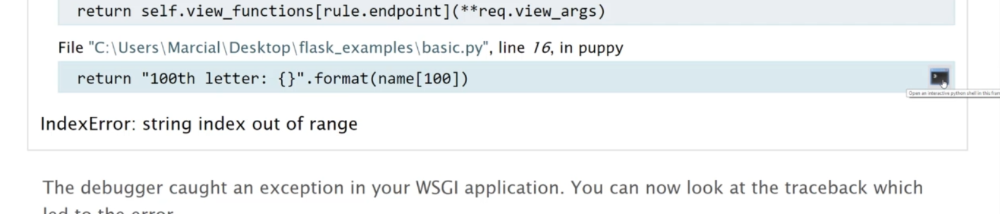 return self.view_functions[rule.endpoint](**req.view_args)
File "C:\Users\Marcial\Desktop\flask_examples\basic.py", line 16, in puppy
return "100th letter: {}".format(name[100])
Open an interactive python shell in this fram
IndexError: string index out of range
The debugger caught an exception in your WSGI application. You can now look at the traceback which
led to the error